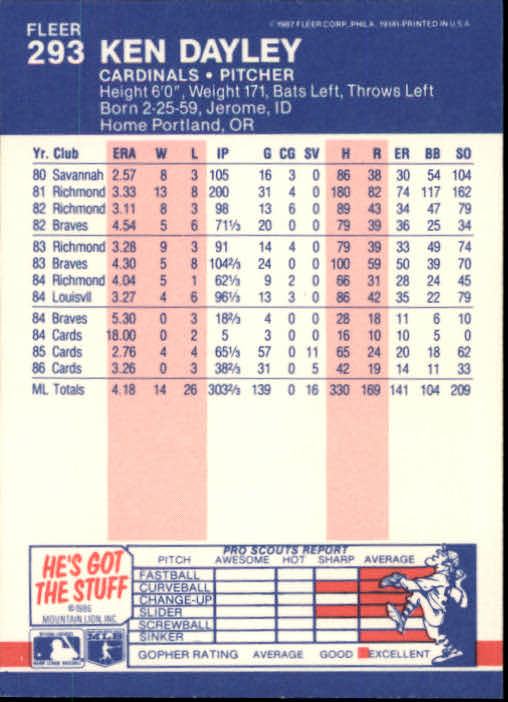 FLEER
293 KEN DAYLEY
© 1987 FLEER CORP., PHILA. 19141-PRINTED IN U.S.A.
CARDINALS • PITCHER
Height 6'0", Weight 171, Bats Left, Throws Left
Born 2-25-59, Jerome, ID
Home Portland, OR
Yr. Club ERA W L IP G CG SV H R ER BB SO
80 Savannah 2.57 8 3 105 16 3 0 86 38 30 54 104
81 Richmond 3.33 13 8 200 31 4 0 180 82 74 117 162
82 Richmond 3.11 8 3 98 13 6 0 89 43 34 47 79
82 Braves 4.54 5 6 71⅓ 20 0 0 79 39 36 25 34
83 Richmond 3.28 9 3 91 14 4 0 79 39 33 49 74
83 Braves 4.30 5 8 104⅔ 24 0 0 100 59 50 39 70
84 Richmond 4.04 5 1 62⅓ 9 2 0 66 31 28 24 45
84 Louisvll 3.27 4 6 96⅓ 13 3 0 86 42 35 22 79
84 Braves 5.30 0 3 18⅔ 4 0 0 28 18 11 6 10
84 Cards 18.00 0 2 5 3 0 0 16 10 10 5 0
85 Cards 2.76 4 4 65⅓ 57 0 11 65 24 20 18 62
86 Cards 3.26 0 3 38⅔ 31 0 5 42 19 14 11 33
ML Totals 4.18 14 26 303⅔ 139 0 16 330 169 141 104 209
HE'S GOT
THE STUFF
©1986
MOUNTAIN LION, INC.
PRO SCOUTS REPORT
PITCH AWESOME HOT SHARP AVERAGE
FASTBALL
CURVEBALL
CHANGE-UP
SLIDER
SCREWBALL
SINKER
GOPHER RATING AVERAGE GOOD EXCELLENT
MLB